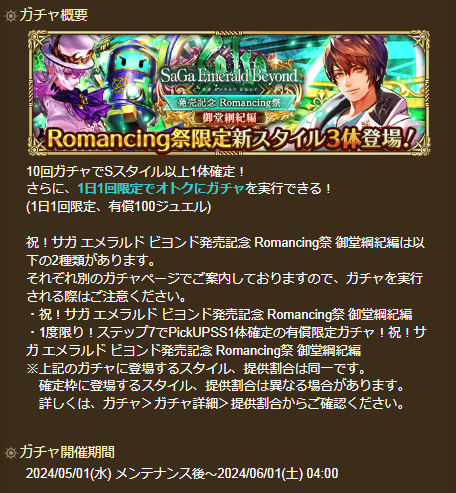 ガチャ概要
SaGa Emerald Beyond
サガ エメラルド ビヨンド
発売記念 Romancing祭
御堂綱紀編
Romancing祭限定新スタイル3体登場！
10回ガチャでSスタイル以上1体確定！
さらに、1日1回限定でオトクにガチャを実行できる！
(1日1回限定、有償100ジュエル)
祝！サガ エメラルド ビヨンド発売記念 Romancing祭 御堂綱紀編は以
下の2種類があります。
それぞれ別のガチャページでご案内しておりますので、ガチャを実行
される際はご注意ください。
・祝！サガ エメラルド ビヨンド発売記念 Romancing祭 御堂綱紀編
・1度限り！ステップ7でPickUPSS1体確定の有償限定ガチャ！祝！サ
ガ エメラルド ビヨンド発売記念 Romancing祭 御堂綱紀編
※上記のガチャに登場するスタイル、提供割合は同一です。
確定枠に登場するスタイル、提供割合は異なる場合があります。
詳しくは、ガチャ＞ガチャ詳細＞提供割合からご確認ください。
ガチャ開催期間
2024/05/01(水) メンテナンス後～2024/06/01(土) 04:00